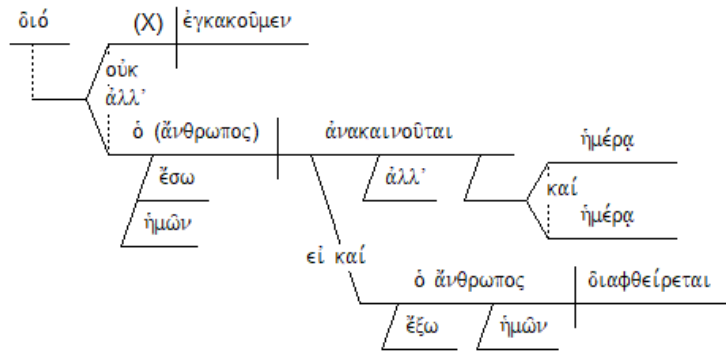 διό
(X) ἐγκακοῦμεν
οὐκ
ἀλλ’
ὁ (ἄνθρωπος) ἀνακαινοῦται
ἔσω
ἡμῶν
ἀλλ’
ἡμέρᾳ
καί
ἡμέρᾳ
εἰ καί
ὁ ἄνθρωπος διαφθείρεται
ἔξω ἡμῶν